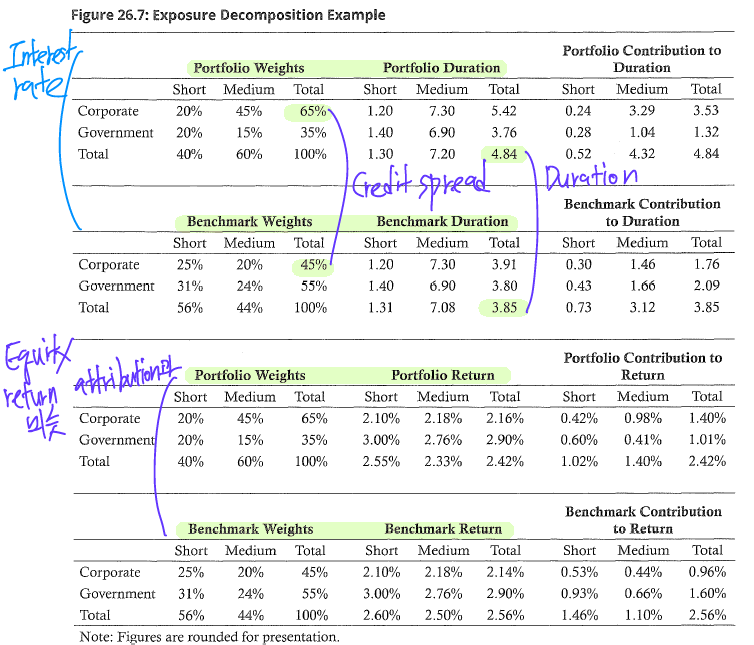 Figure 26.7: Exposure Decomposition Example
Interest
rate
Portfolio Contribution to
Portfolio Weights Portfolio Duration Duration
Short Medium Total Short Medium Total Short Medium Total
Corporate 20% 45% 65% 1.20 7.30 5.42 0.24 3.29 3.53
Government 20% 15% 35% 1.40 6.90 3.76 0.28 1.04 1.32
Total 40% 60% 100% 1.30 7.20 4.84 0.52 4.32 4.84
Credit spread Duration
Benchmark Contribution
Benchmark Weights Benchmark Duration to Duration
Short Medium Total Short Medium Total Short Medium Total
Corporate 25% 20% 45% 1.20 7.30 3.91 0.30 1.46 1.76
Government 31% 24% 55% 1.40 6.90 3.80 0.43 1.66 2.09
Total 56% 44% 100% 1.31 7.08 3.85 0.73 3.12 3.85
Equity
return
attribution과
비슷
Portfolio Contribution to
Portfolio Weights Portfolio Return Return
Short Medium Total Short Medium Total Short Medium Total
Corporate 20% 45% 65% 2.10% 2.18% 2.16% 0.42% 0.98% 1.40%
Government 20% 15% 35% 3.00% 2.76% 2.90% 0.60% 0.41% 1.01%
Total 40% 60% 100% 2.55% 2.33% 2.42% 1.02% 1.40% 2.42%
Benchmark Contribution
Benchmark Weights Benchmark Return to Return
Short Medium Total Short Medium Total Short Medium Total
Corporate 25% 20% 45% 2.10% 2.18% 2.14% 0.53% 0.44% 0.96%
Government 31% 24% 55% 3.00% 2.76% 2.90% 0.93% 0.66% 1.60%
Total 56% 44% 100% 2.60% 2.50% 2.56% 1.46% 1.10% 2.56%
Note: Figures are rounded for presentation.